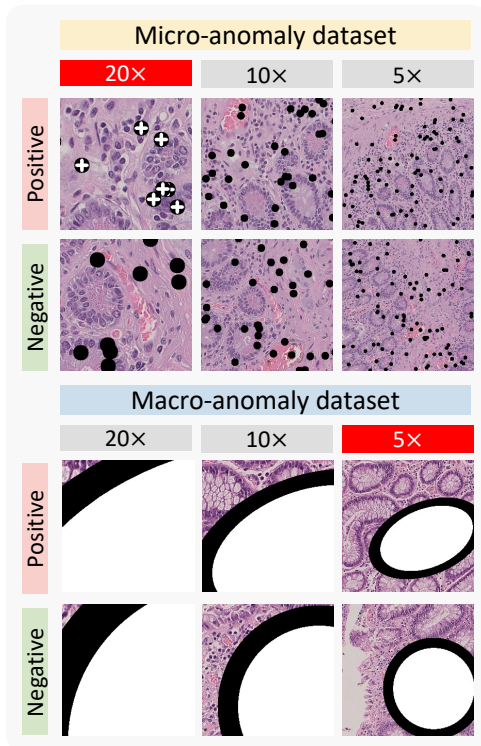 Micro-anomaly dataset
20× 10× 5×
Positive
Negative
Macro-anomaly dataset
20× 10× 5×
Positive
Negative